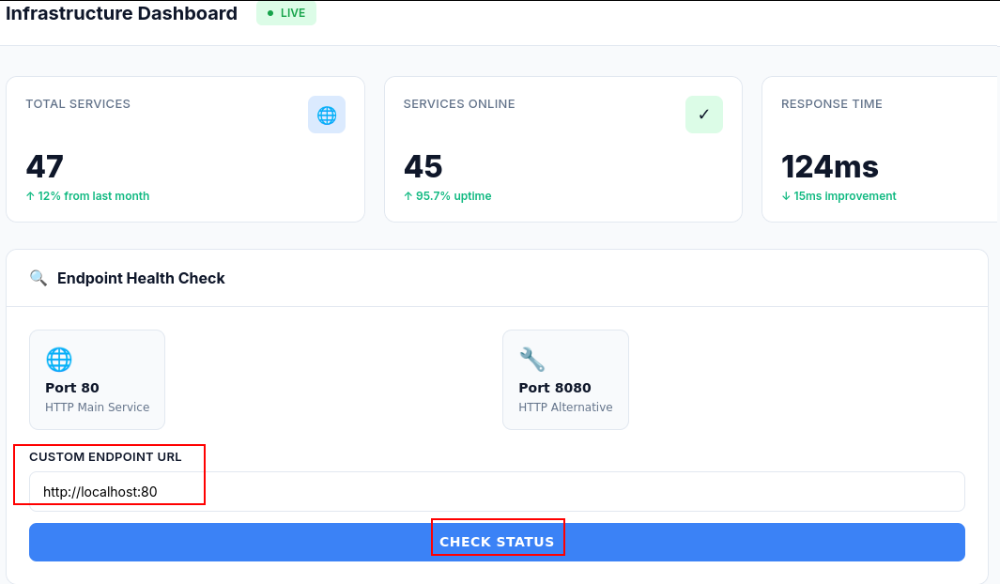 Infrastructure Dashboard
● LIVE
TOTAL SERVICES
47
↑ 12% from last month
SERVICES ONLINE
✓
45
↑ 95.7% uptime
RESPONSE TIME
124ms
↓ 15ms improvement
Endpoint Health Check
Port 80
HTTP Main Service
Port 8080
HTTP Alternative
CUSTOM ENDPOINT URL
http://localhost:80
CHECK STATUS